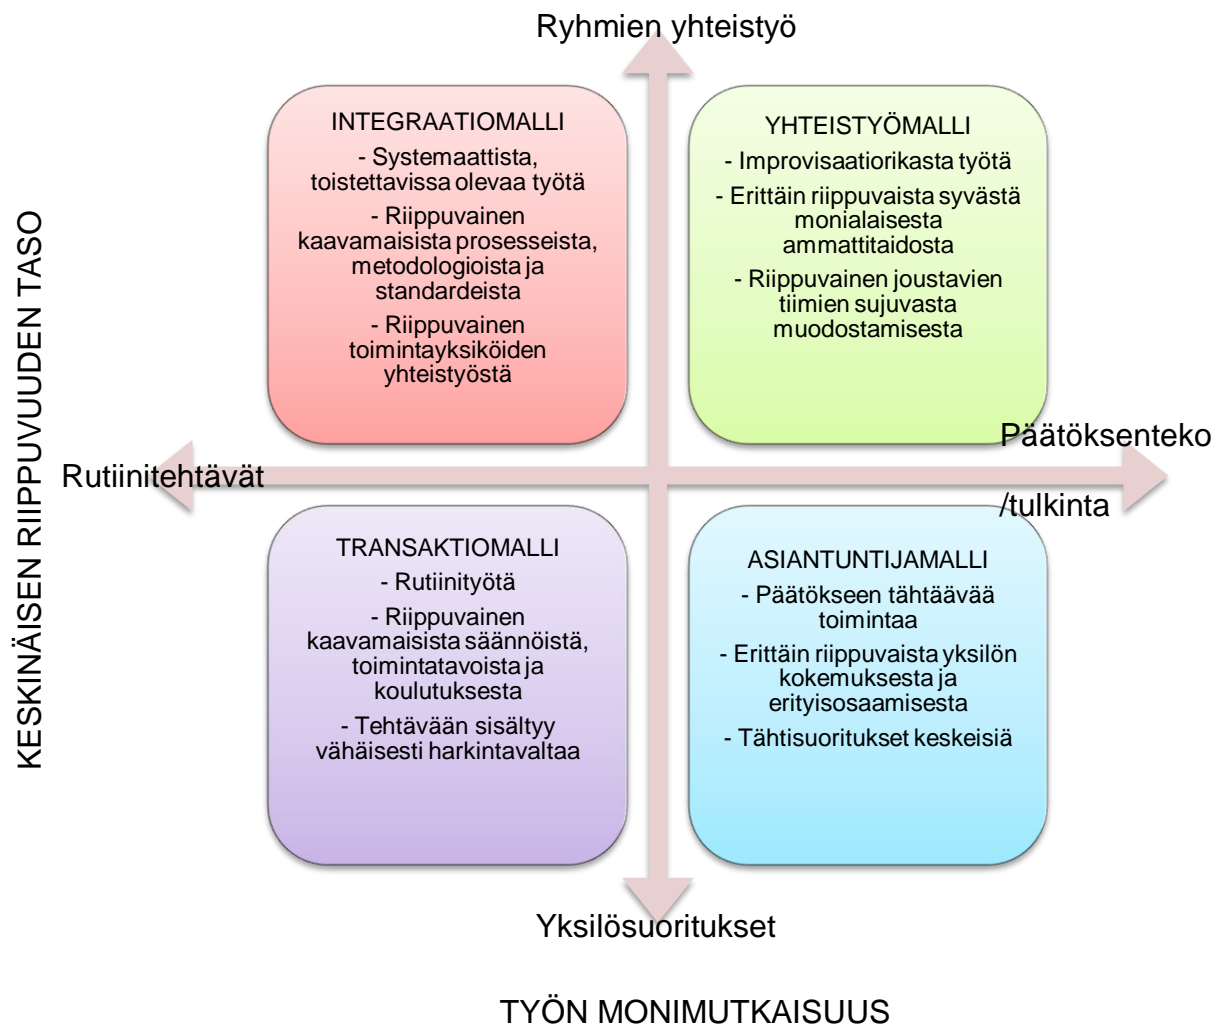 Ryhmien yhteistyö
INTEGRAATIOMALLI
- Systemaattista,
toistettavissa olevaa työtä
- Riippuvainen
kaavamaisista prosesseista,
metodologioista ja
standardeista
- Riippuvainen
toimintayksiköiden
yhteistyöstä
YHTEISTYÖMALLI
- Improvisaatiorikasta työtä
- Erittäin riippuvaista syvästä
monialaisesta
ammattitaidosta
- Riippuvainen joustavien
tiimien sujuvasta
muodostamisesta
KESKINÄISEN RIIPPUVUUDEN TASO
Rutiinitehtävät
Päätöksenteko
/tulkinta
TRANSAKTIOMALLI
- Rutiinityötä
- Riippuvainen
kaavamaisista säännöistä,
toimintatavoista ja
koulutuksesta
- Tehtävään sisältyy
vähäisesti harkintavaltaa
ASIANTUNTIJAMALLI
- Päätökseen tähtäävää
toimintaa
- Erittäin riippuvaista yksilön
kokemuksesta ja
erityisosaamisesta
- Tähtisuoritukset keskeisiä
Yksilösuoritukset
TYÖN MONIMUTKAISUUS